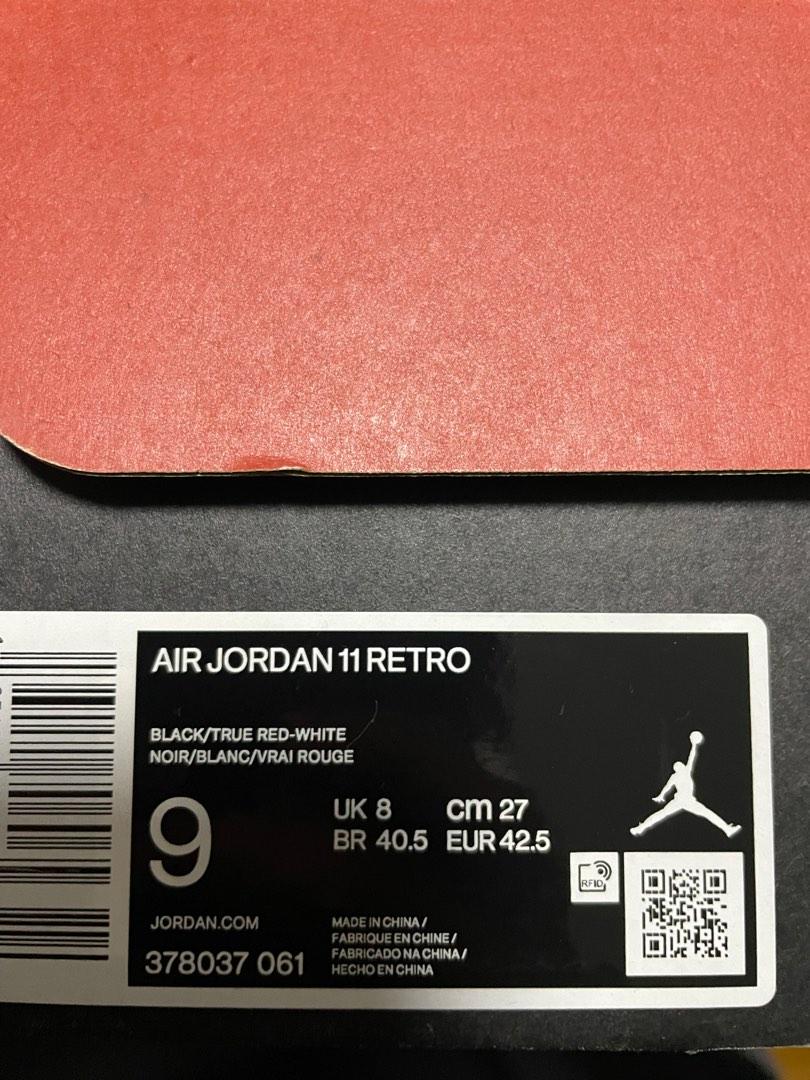 AIR JORDAN 11 RETRO
BLACK/TRUE RED-WHITE
NOIR/BLANC/VRAI ROUGE
9
UK 8 cm 27
BR 40.5 EUR 42.5
RFID
JORDAN.COM
378037 061
MADE IN CHINA /
FABRIQUE EN CHINE /
FABRICADO NA CHINA /
HECHO EN CHINA